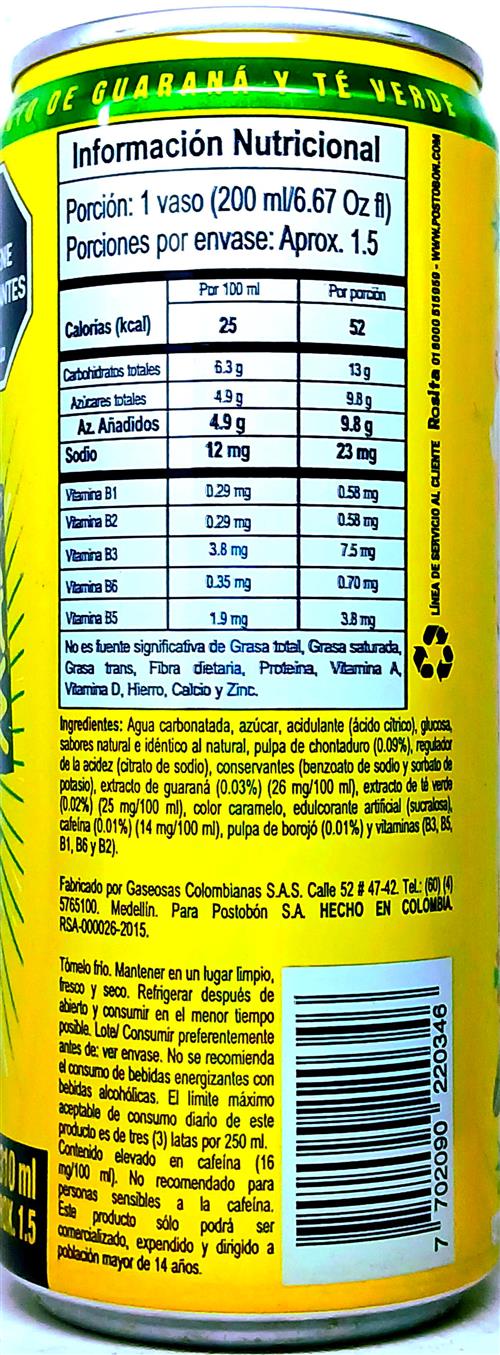 DE GUARANÁ Y TÉ VERDE
Información Nutricional
Porción: 1 vaso (200 ml/6.67 Oz fl)
Porciones por envase: Aprox. 1.5
Por 100 ml Por porción
Calorías (kcal) 25 52
Carbohidratos totales 6.3 g 13 g
Azúcares totales 4.9 g 9.8 g
Az. Añadidos 4.9 g 9.8 g
Sodio 12 mg 23 mg
Vitamina B1 0.29 mg 0.58 mg
Vitamina B2 0.29 mg 0.58 mg
Vitamina B3 3.8 mg 7.5 mg
Vitamina B6 0.35 mg 0.70 mg
Vitamina B5 1.9 mg 3.8 mg
No es fuente significativa de Grasa total, Grasa saturada,
Grasa trans, Fibra dietaria, Proteína, Vitamina A,
Vitamina D, Hierro, Calcio y Zinc.
LÍNEA DE SERVICIO AL CLIENTE Rosita 018000 515959 - WWW.POSTOBON.COM
Ingredientes: Agua carbonatada, azúcar, acidulante (ácido cítrico), glucosa,
sabores natural e idéntico al natural, pulpa de chontaduro (0.09%), regulador
de la acidez (citrato de sodio), conservantes (benzoato de sodio y sorbato de
potasio), extracto de guaraná (0.03%) (26 mg/100 ml), extracto de té verde
(0.02%) (25 mg/100 ml), color caramelo, edulcorante artificial (sucralosa),
cafeína (0.01%) (14 mg/100 ml), pulpa de borojó (0.01%) y vitaminas (B3, B5,
B1, B6 y B2).
Fabricado por Gaseosas Colombianas S.A.S. Calle 52 # 47-42. Tel.: (60) (4)
5765100. Medellín. Para Postobón S.A. HECHO EN COLOMBIA.
RSA-000026-2015.
Tómelo frío. Mantener en un lugar limpio,
fresco y seco. Refrigerar después de
abierto y consumir en el menor tiempo
posible. Lote/ Consumir preferentemente
antes de: ver envase. No se recomienda
el consumo de bebidas energizantes con
bebidas alcohólicas. El límite máximo
aceptable de consumo diario de este
producto es de tres (3) latas por 250 ml.
Contenido elevado en cafeína (16
mg/100 ml). No recomendado para
personas sensibles a la cafeína.
Este producto sólo podrá ser
comercializado, expendido y dirigido a
población mayor de 14 años.
7 702090 220346
ml
1.5